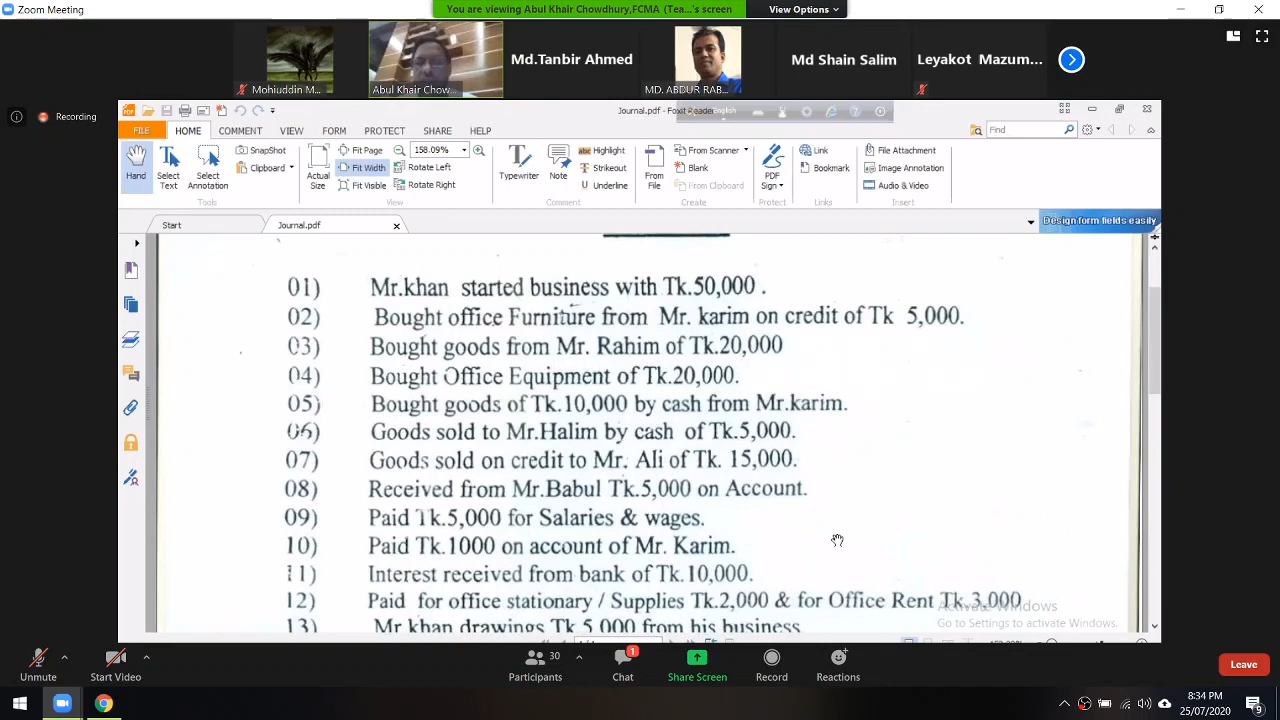 Zoom Meeting
You are viewing Abul Khair Chowdhury,FCMA (Tea...'s screen
View Options
Mohiuddin M...
Abul Khair Chow...
Md.Tanbir Ahmed
MD. ABDUR RAB...
Md Shain Salim
Leyakot Mazum...
Recording
Journal.pdf - Foxit Reader
English
FILE HOME COMMENT VIEW FORM PROTECT SHARE HELP
Find
Hand
Select Text
Select Annotation
SnapShot
Clipboard
Tools
Actual Size
Fit Page
Fit Width
Fit Visible
158.09%
Rotate Left
Rotate Right
View
Typewriter
Note
Highlight
Strikeout
Underline
Comment
From File
From Scanner
Blank
From Clipboard
Create
PDF Sign
Protect
Link
Bookmark
Links
File Attachment
Image Annotation
Audio & Video
Insert
Start
Journal.pdf
Design form fields easily
01) Mr.khan started business with Tk.50,000 .
02) Bought office Furniture from Mr. karim on credit of Tk 5,000.
03) Bought goods from Mr. Rahim of Tk.20,000
04) Bought Office Equipment of Tk.20,000.
05) Bought goods of Tk.10,000 by cash from Mr.karim.
06) Goods sold to Mr.Halim by cash of Tk.5,000.
07) Goods sold on credit to Mr. Ali of Tk. 15,000.
08) Received from Mr.Babul Tk.5,000 on Account.
09) Paid Tk.5,000 for Salaries & wages.
10) Paid Tk.1000 on account of Mr. Karim.
11) Interest received from bank of Tk.10,000.
12) Paid for office stationary / Supplies Tk.2,000 & for Office Rent Tk 3,000
13) Mr.khan drawings Tk 5,000 from his business
Activate Windows
Go to Settings to activate Windows.
Unmute
Start Video
30
Participants
1
Chat
Share Screen
Record
Reactions
Leave
8:34 PM
25/07/2020
9